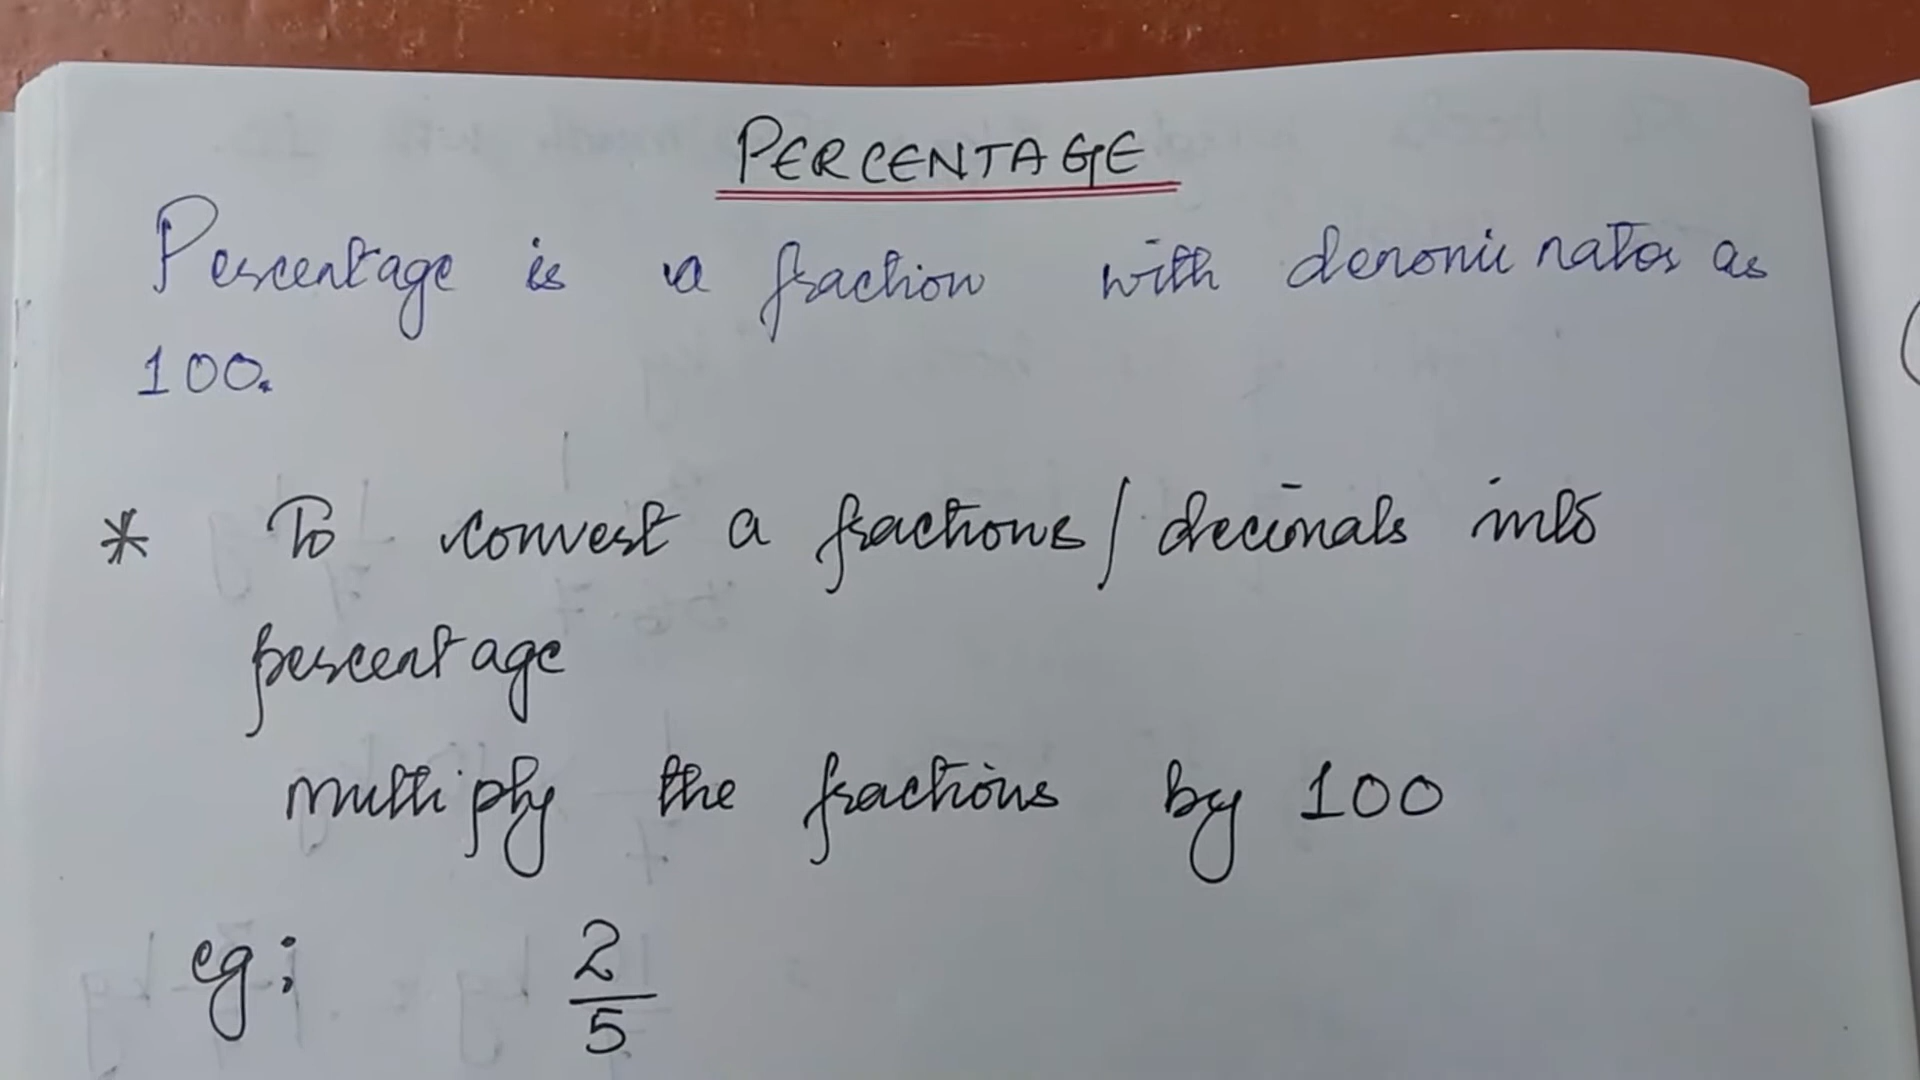 PERCENTAGE
Percentage is a fraction with denominator as
100.
* To convert a fractions/decimals into
percentage
multiply the fractions by 100
eg:
2
5